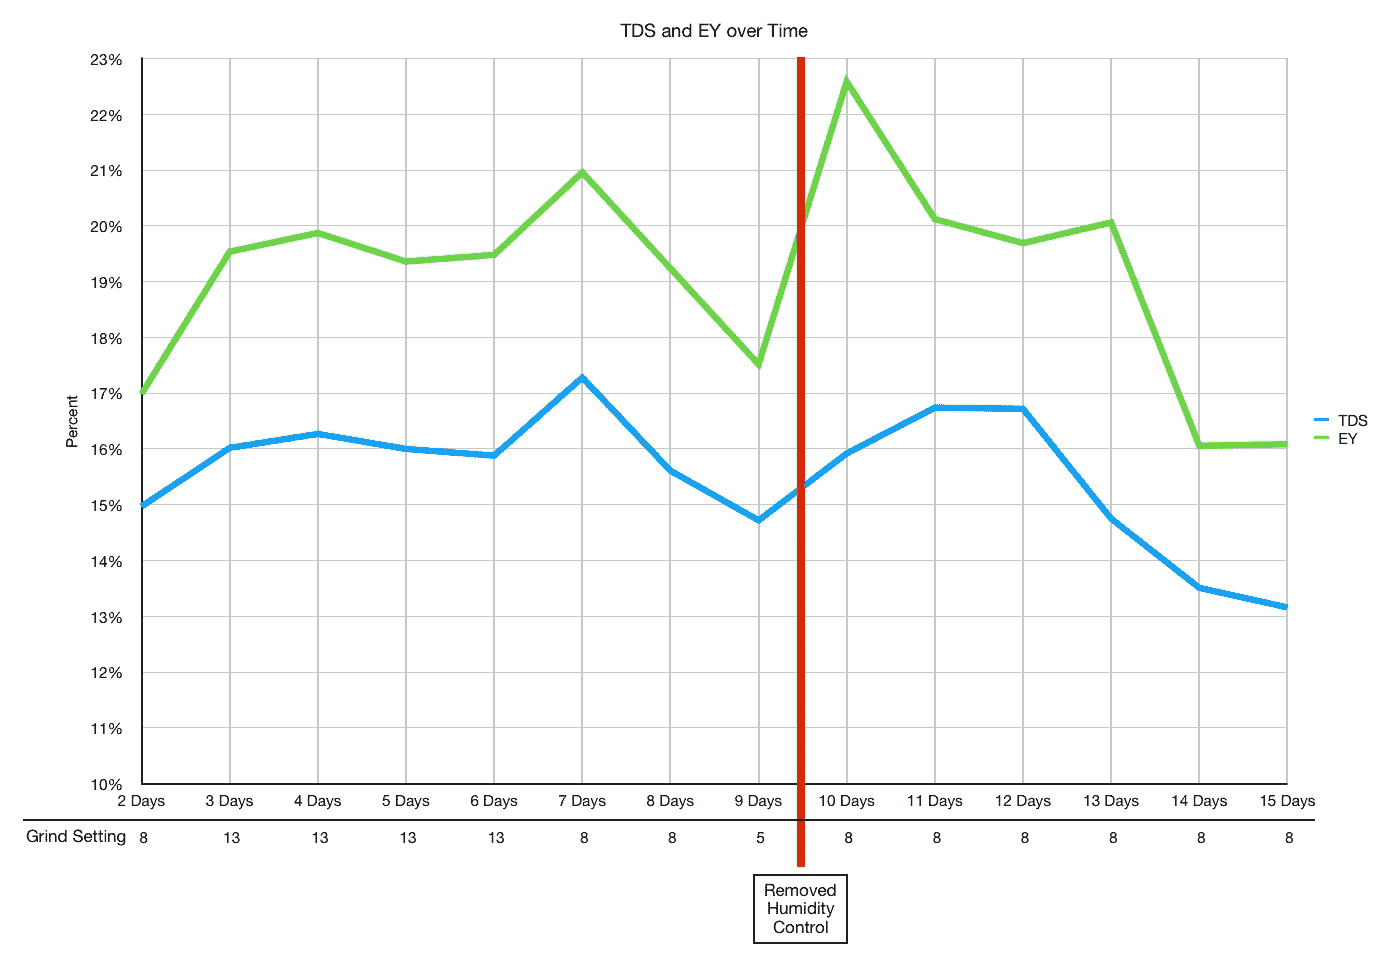 TDS and EY over Time
23%
22%
21%
20%
19%
18%
17%
16%
15%
14%
13%
12%
11%
10%
Percent
TDS
EY
2 Days 3 Days 4 Days 5 Days 6 Days 7 Days 8 Days 9 Days 10 Days 11 Days 12 Days 13 Days 14 Days 15 Days
Grind Setting 8 13 13 13 13 8 8 5 8 8 8 8 8 8
Removed
Humidity
Control